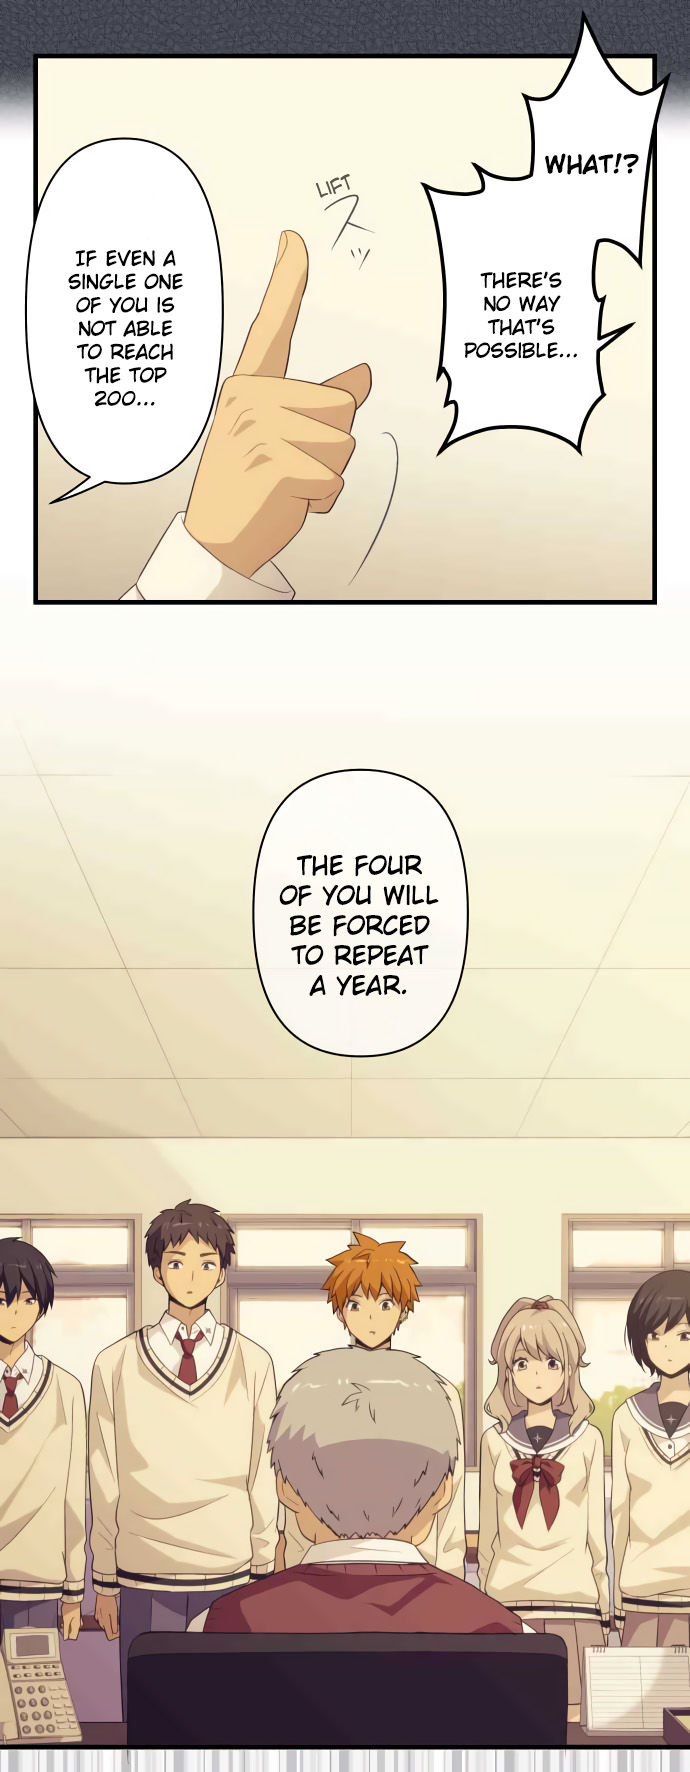 WHAT!?
THERE'S
NO WAY
THAT'S
POSSIBLE...
LIFT
スッ
IF EVEN A
SINGLE ONE
OF YOU IS
NOT ABLE
TO REACH
THE TOP
200...
THE FOUR
OF YOU WILL
BE FORCED
TO REPEAT
A YEAR.